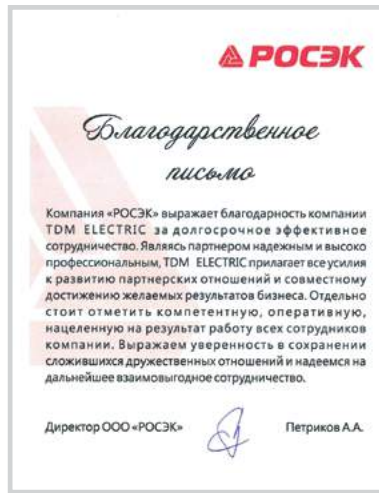 РОСЭК
Благодарственное
письмо
Компания «РОСЭК» выражает благодарность компании
TDM ELECTRIC за долгосрочное эффективное
сотрудничество. Являясь партнером надежным и высоко
профессиональным, TDM ELECTRIC прилагает все усилия
к развитию партнерских отношений и совместному
достижению желаемых результатов бизнеса. Отдельно
стоит отметить компетентную, оперативную,
нацеленную на результат работу всех сотрудников
компании. Выражаем уверенность в сохранении
сложившихся дружественных отношений и надеемся на
дальнейшее взаимовыгодное сотрудничество.
Директор ООО «РОСЭК» Петриков А.А.